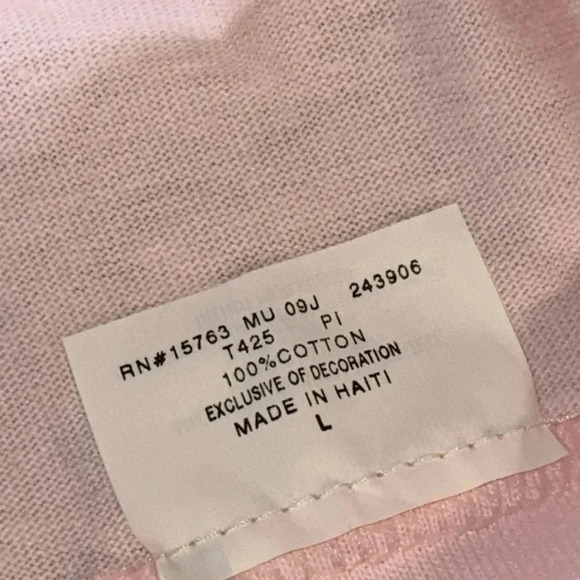 RN#15763 MU 09J 243906
T425 PI
100%COTTON
EXCLUSIVE OF DECORATION
MADE IN HAITI
L